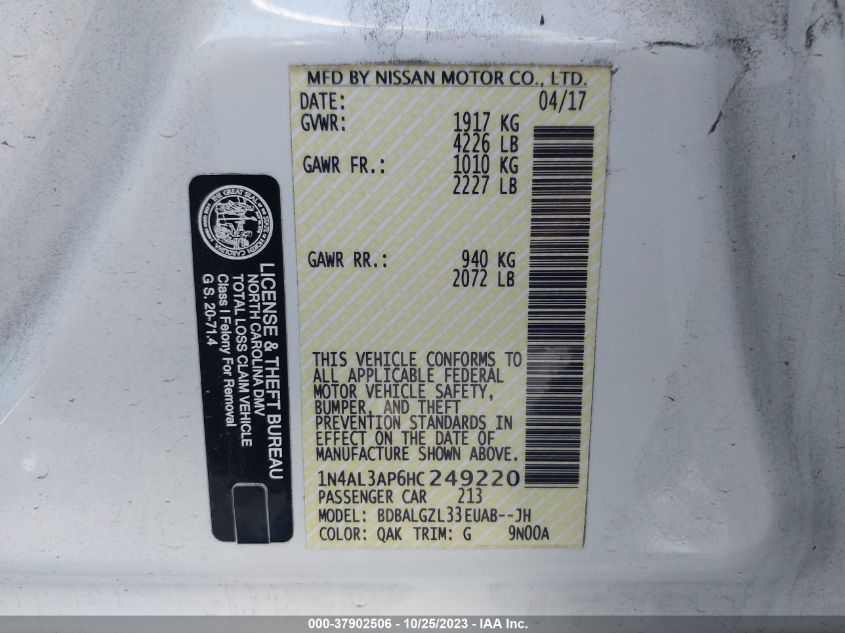 MFD BY NISSAN MOTOR CO., LTD.
DATE: 04/17
GVWR: 1917 KG
4226 LB
GAWR FR.: 1010 KG
2227 LB
GAWR RR.: 940 KG
2072 LB
THIS VEHICLE CONFORMS TO
ALL APPLICABLE FEDERAL
MOTOR VEHICLE SAFETY,
BUMPER, AND THEFT
PREVENTION STANDARDS IN
EFFECT ON THE DATE OF
MANUFACTURE SHOWN ABOVE.
1N4AL3AP6HC249220
PASSENGER CAR 213
MODEL: BDBALGZL33EUAB--JH
COLOR: QAK TRIM: G 9N00A
LICENSE & THEFT BUREAU
NORTH CAROLINA DMV
TOTAL LOSS CLAIM VEHICLE
Class I Felony For Removal
G S. 20-71.4
000-37902506 - 10/25/2023 - www.iaai.com - Copyright IAA, Inc.